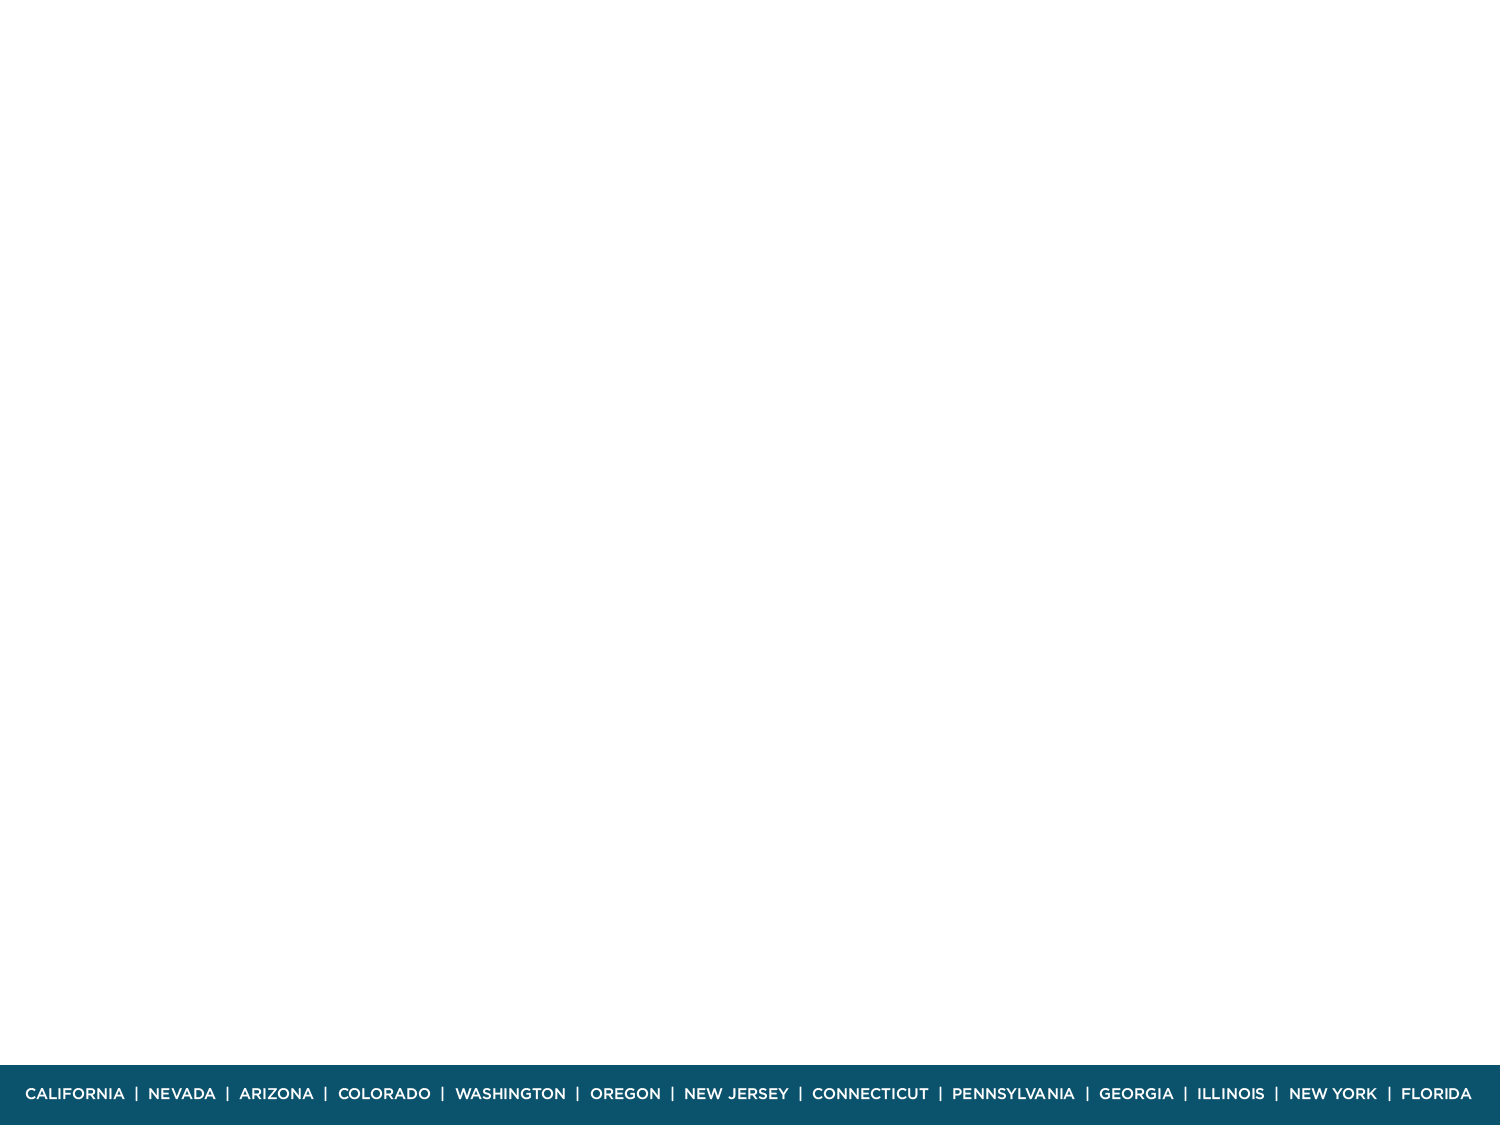 CALIFORNIA | NEVADA | ARIZONA | COLORADO | WASHINGTON | OREGON | NEW JERSEY | CONNECTICUT | PENNSYLVANIA | GEORGIA | ILLINOIS | NEW YORK | FLORIDA